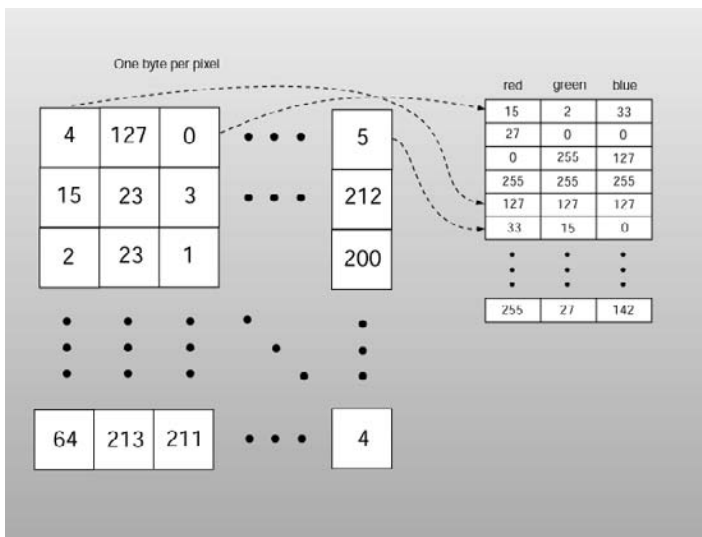 One byte per pixel
red green blue
4 127 0 5
15 23 3 212
2 23 1 200
64 213 211 4
15 2 33
27 0 0
0 255 127
255 255 255
127 127 127
33 15 0
255 27 142